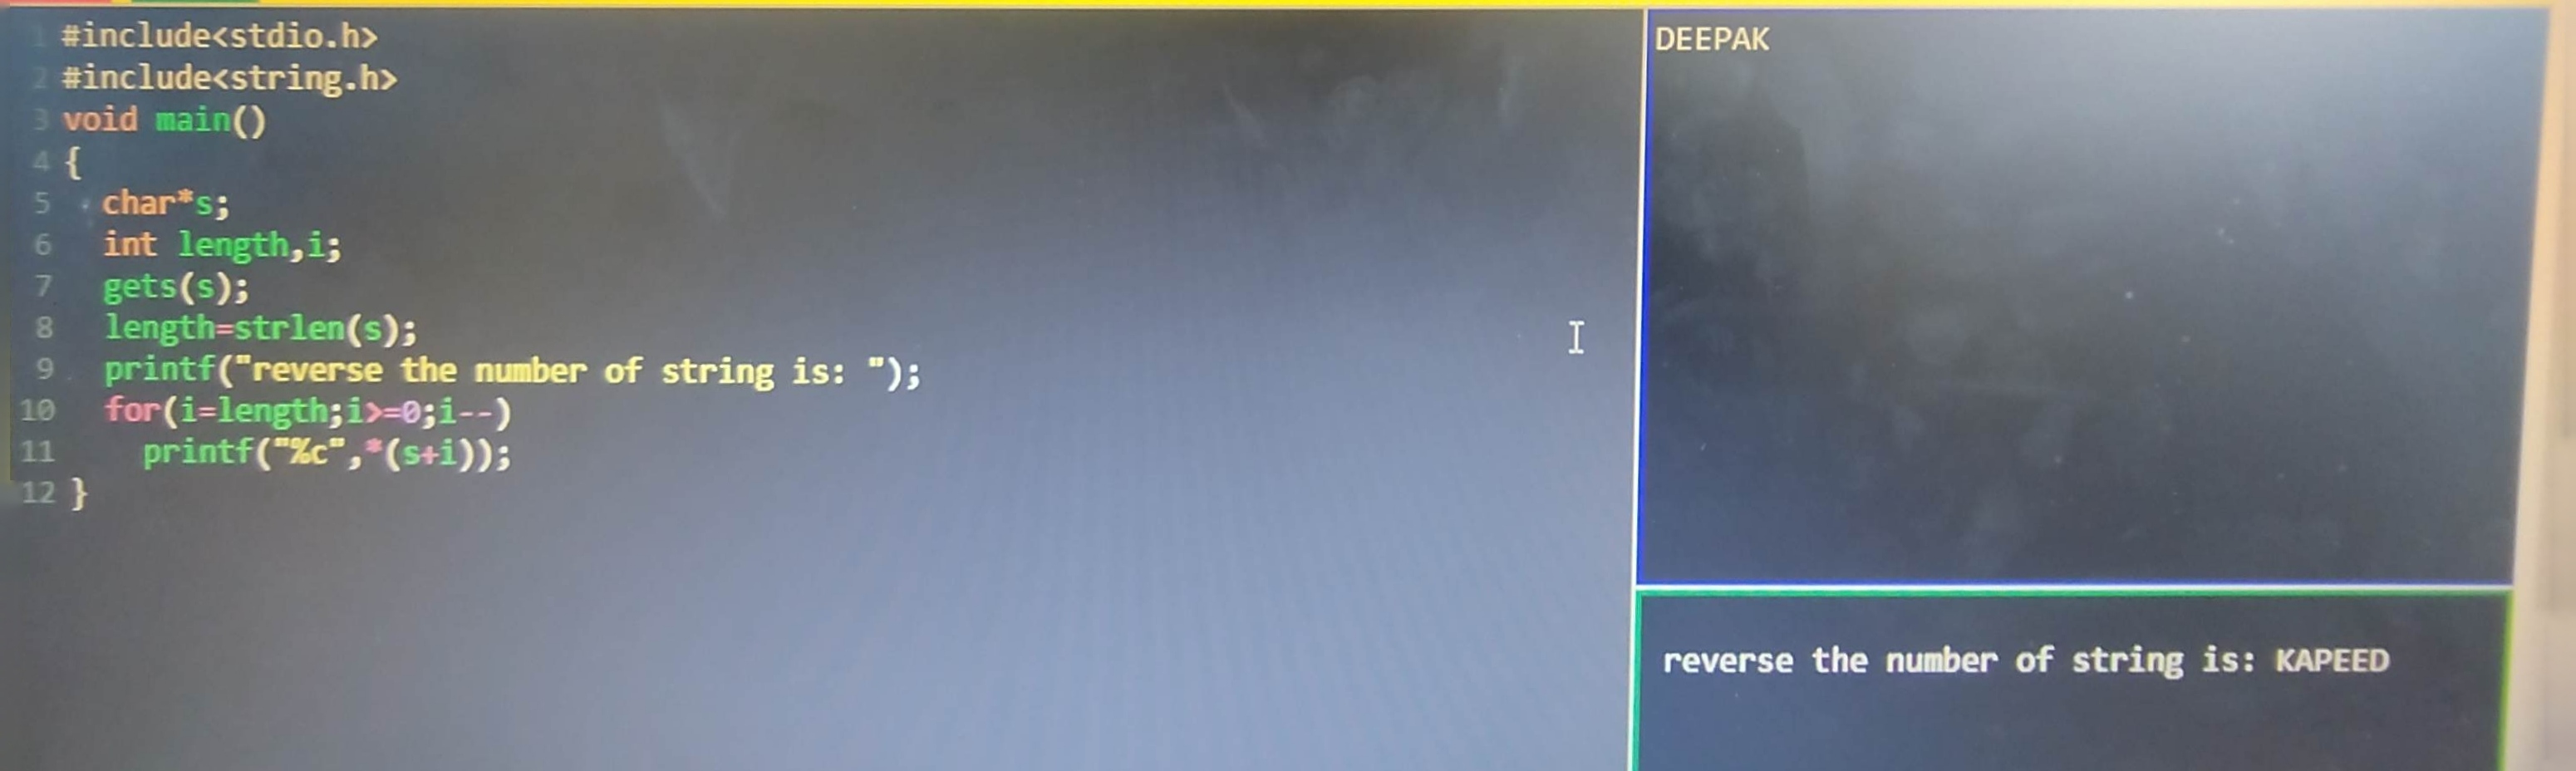 1 #include<stdio.h>
2 #include<string.h>
3 void main()
4 {
5 char*s;
6 int length,i;
7 gets(s);
8 length=strlen(s);
9 printf("reverse the number of string is: ");
10 for(i=length;i>=0;i--)
11 printf("%c",*(s+i));
12 }
DEEPAK
reverse the number of string is: KAPEED